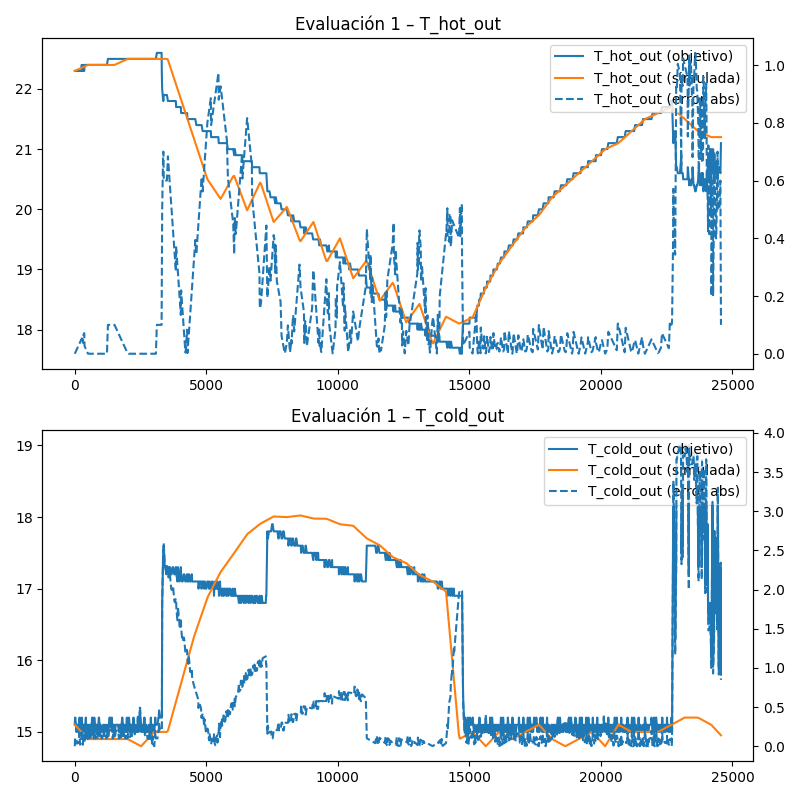 Evaluación 1 – T_hot_out
T_hot_out (objetivo)
T_hot_out (simulada)
T_hot_out (error abs)
22
21
20
19
18
1.0
0.8
0.6
0.4
0.2
0.0
0 5000 10000 15000 20000 25000
Evaluación 1 – T_cold_out
T_cold_out (objetivo)
T_cold_out (simulada)
T_cold_out (error abs)
19
18
17
16
15
4.0
3.5
3.0
2.5
2.0
1.5
1.0
0.5
0.0
0 5000 10000 15000 20000 25000